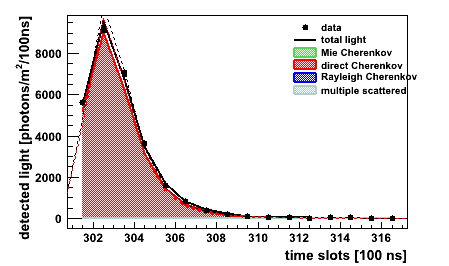 detected light [photons/m²/100ns]
8000
6000
4000
2000
0
data
total light
Mie Cherenkov
direct Cherenkov
Rayleigh Cherenkov
multiple scattered
302 304 306 308 310 312 314 316
time slots [100 ns]